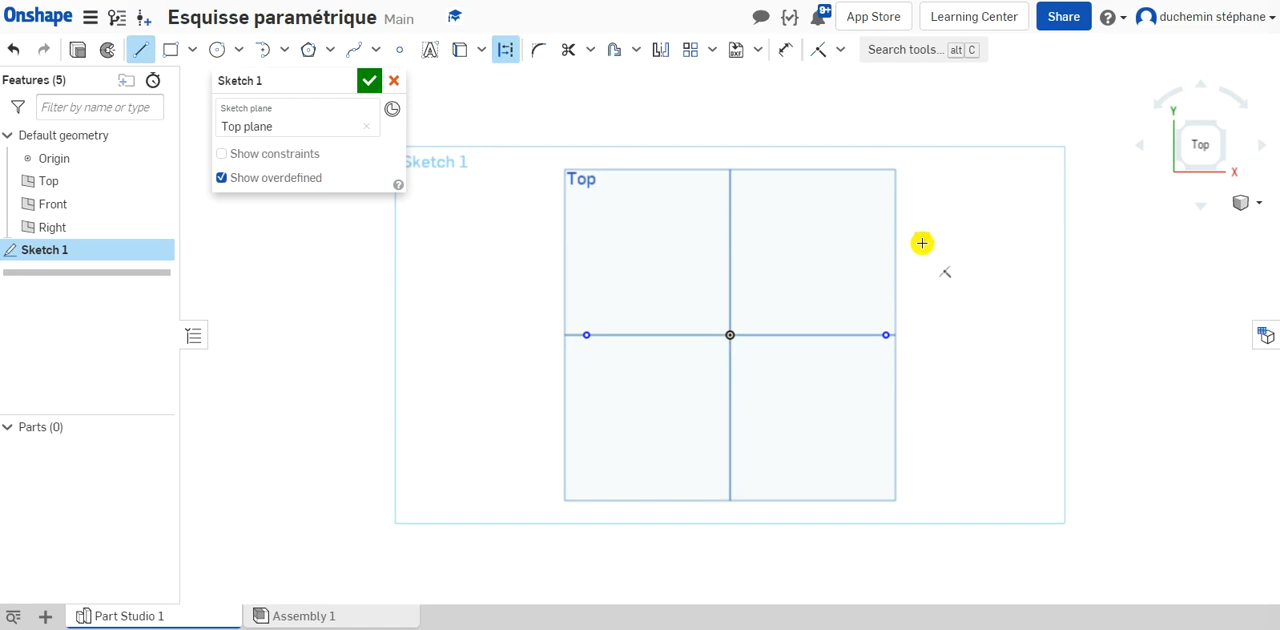 Onshape Esquisse paramétrique Main 9+ App Store Learning Center Share duchemin stéphane
Search tools... alt C
Features (5)
Filter by name or type
Default geometry
Origin
Top
Front
Right
Sketch 1
Parts (0)
Sketch 1
Sketch plane
Top plane
Show constraints
Show overdefined
Sketch 1
Top
Y
Top
X
Part Studio 1 Assembly 1